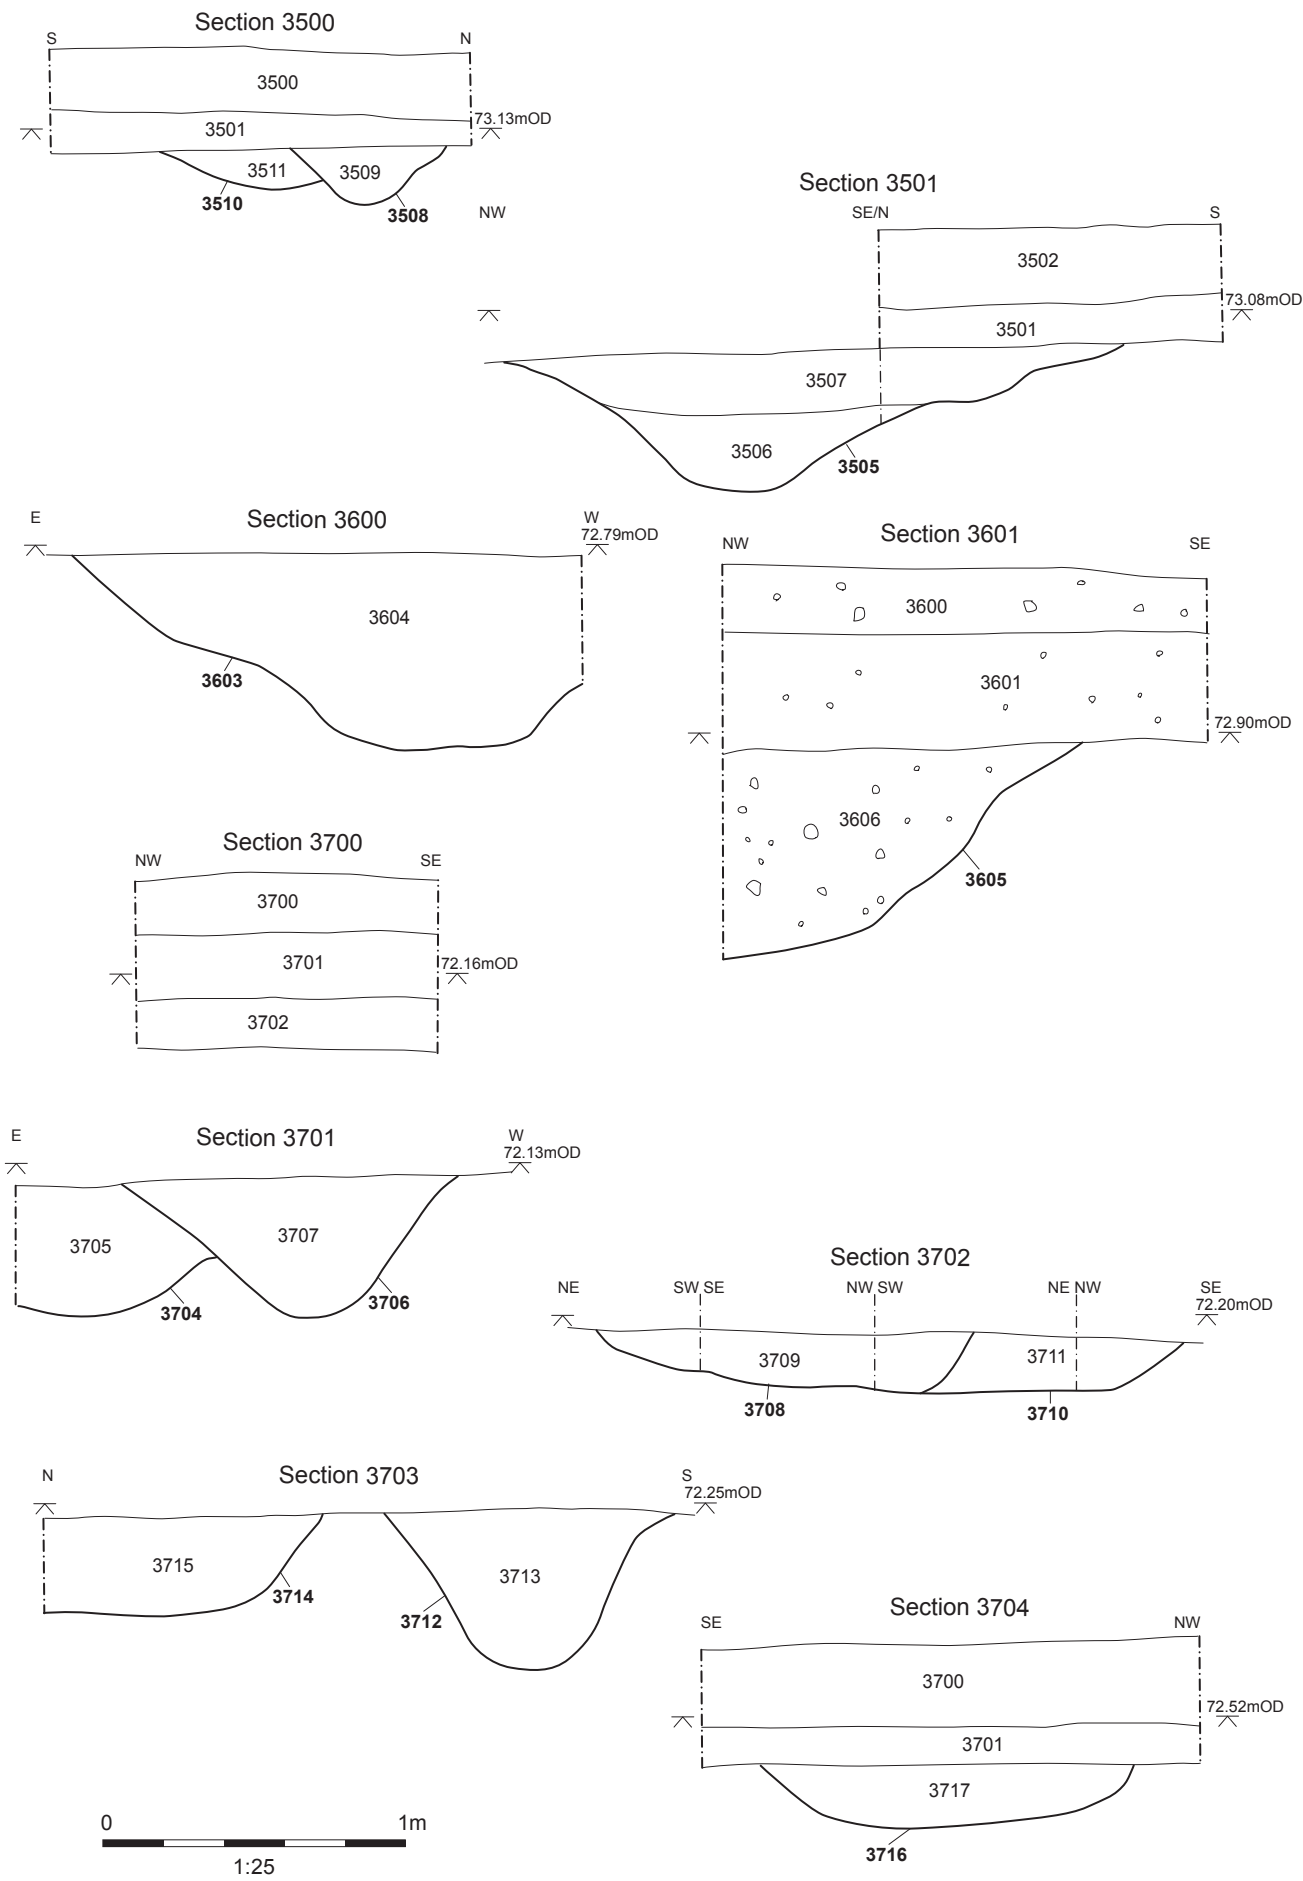 Section 3500
S N
3500
73.13mOD
3501
3511 3509
3510
3508
Section 3501
NW SE/N S
3502
73.08mOD
3501
3507
3506
3505
Section 3600
E W
72.79mOD
3604
3603
Section 3601
NW SE
3600
3601
72.90mOD
3606
3605
Section 3700
NW SE
3700
3701
72.16mOD
3702
Section 3701
E W
72.13mOD
3705
3707
3704
3706
Section 3702
NE SW SE NW SW NE NW SE
72.20mOD
3709 3711
3708
3710
Section 3703
N S
72.25mOD
3715
3713
3714
3712
Section 3704
SE NW
3700
72.52mOD
3701
3717
3716
0 1m
1:25